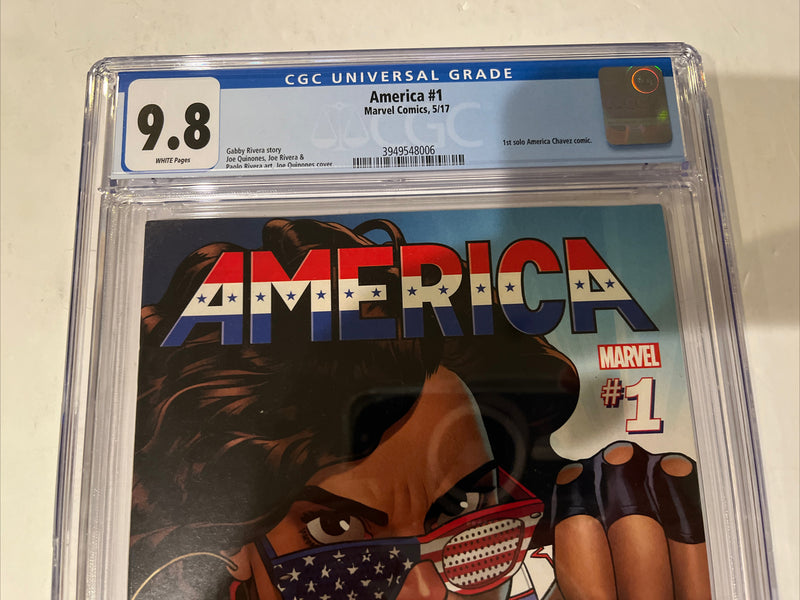 CGC UNIVERSAL GRADE
9.8
WHITE Pages
America #1
Marvel Comics, 5/17
Gabby Rivera story
Joe Quinones, Joe Rivera &
Paolo Rivera art, Joe Quinones cover
3949548006
1st solo America Chavez comic.
CGC
AMERICA
MARVEL
#1